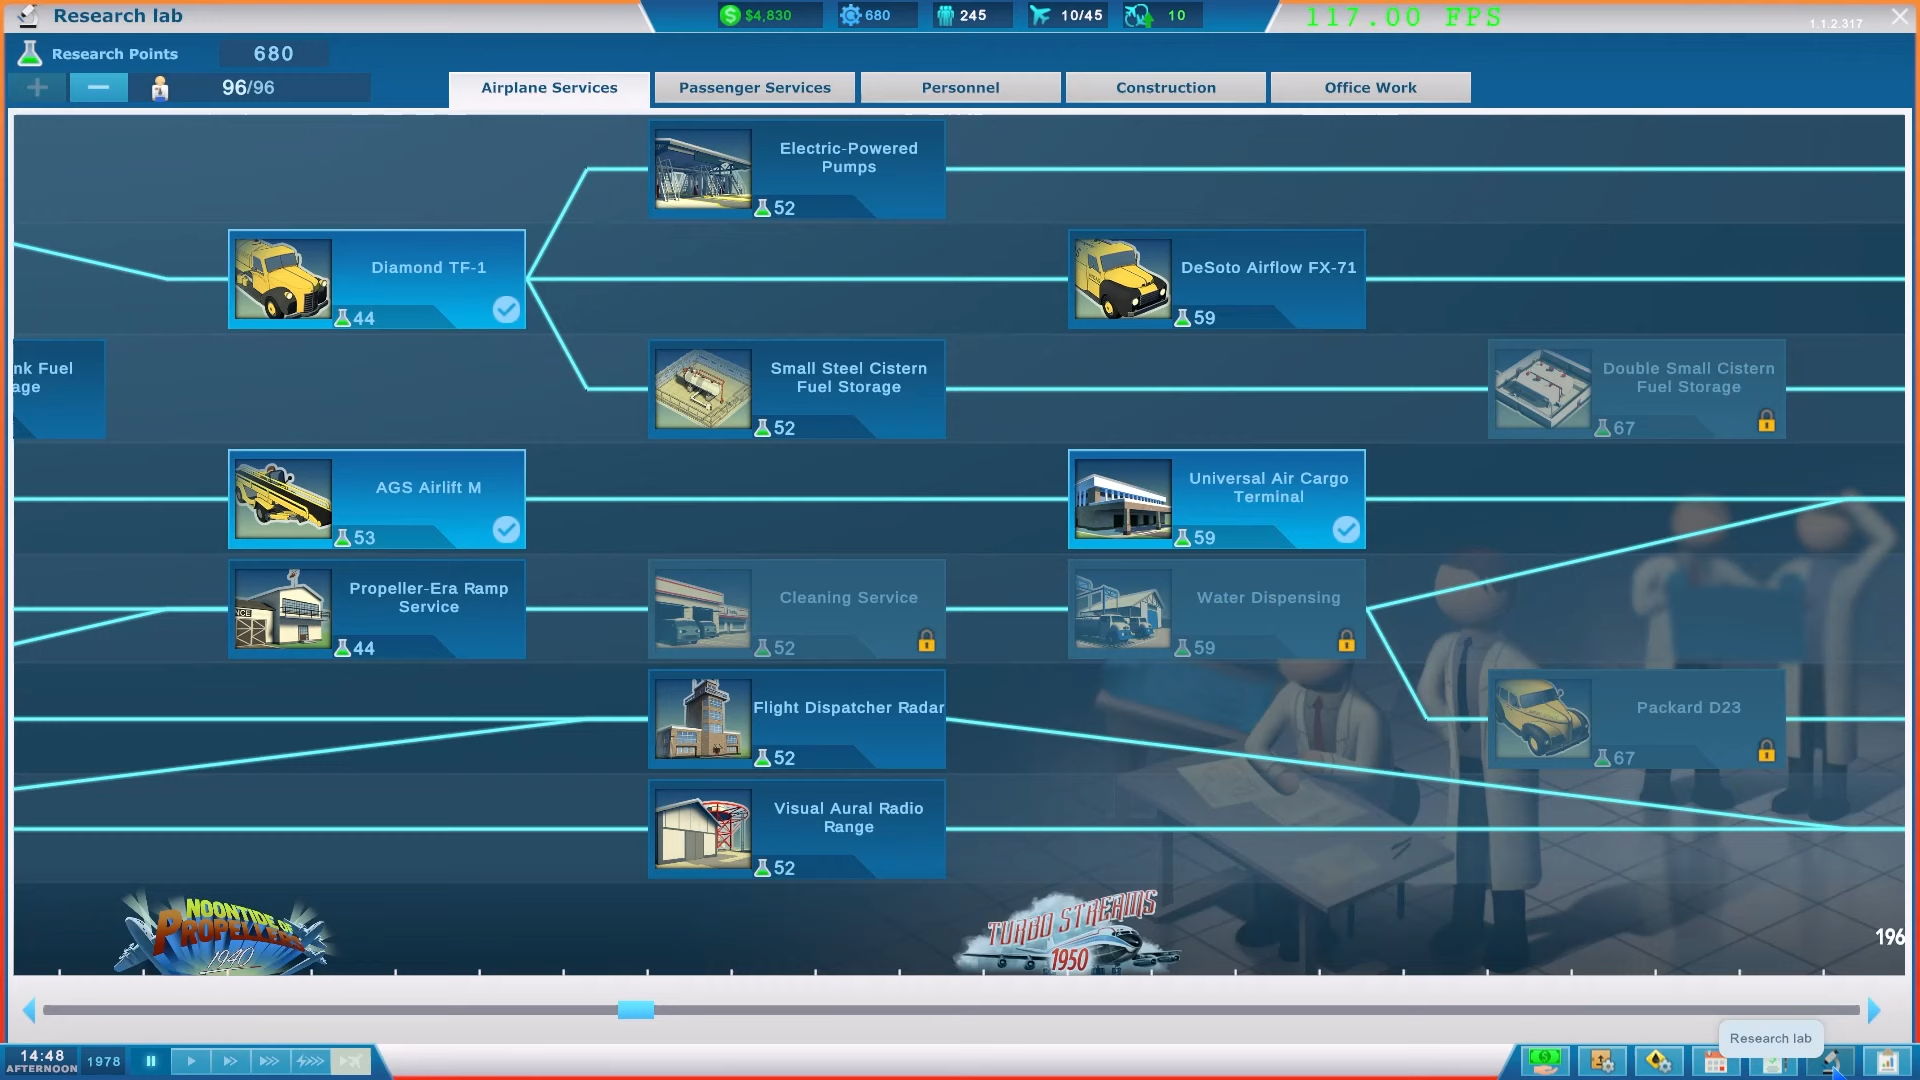 Research lab
$4,830
680
245
10/45
10
117.00 FPS
1.1.2.317
Research Points
680
96/96
Airplane Services
Passenger Services
Personnel
Construction
Office Work
Electric-Powered
Pumps
52
Diamond TF-1
44
DeSoto Airflow FX-71
59
nk Fuel
age
Small Steel Cistern
Fuel Storage
52
Double Small Cistern
Fuel Storage
67
AGS Airlift M
53
Universal Air Cargo
Terminal
59
Propeller-Era Ramp
Service
44
Cleaning Service
52
Water Dispensing
59
Flight Dispatcher Radar
52
Packard D23
67
Visual Aural Radio
Range
52
NOONTIDE OF
PROPELLERS
1940
TURBO STREAMS
1950
196
Research lab
14:48
AFTERNOON
1978